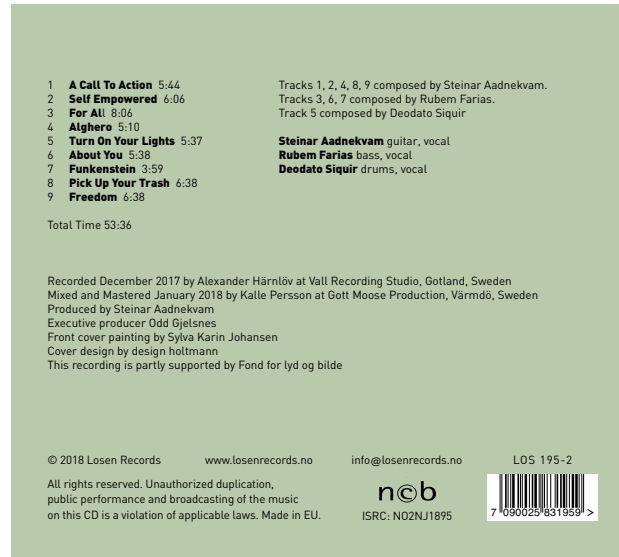 1 A Call To Action 5:44
2 Self Empowered 6:06
3 For All 8:06
4 Alghero 5:10
5 Turn On Your Lights 5:37
6 About You 5:38
7 Funkenstein 3:59
8 Pick Up Your Trash 6:38
9 Freedom 6:38
Total Time 53:36
Tracks 1, 2, 4, 8, 9 composed by Steinar Aadnekvam.
Tracks 3, 6, 7 composed by Rubem Farias.
Track 5 composed by Deodato Siquir
Steinar Aadnekvam guitar, vocal
Rubem Farias bass, vocal
Deodato Siquir drums, vocal
Recorded December 2017 by Alexander Härnlöv at Vall Recording Studio, Gotland, Sweden
Mixed and Mastered January 2018 by Kalle Persson at Gott Moose Production, Värmdö, Sweden
Produced by Steinar Aadnekvam
Executive producer Odd Gjelsnes
Front cover painting by Sylva Karin Johansen
Cover design by design holtmann
This recording is partly supported by Fond for lyd og bilde
© 2018 Losen Records www.losenrecords.no info@losenrecords.no LOS 195-2
All rights reserved. Unauthorized duplication,
public performance and broadcasting of the music
on this CD is a violation of applicable laws. Made in EU.
n©b
ISRC: NO2NJ1895
7 090025 831959 >